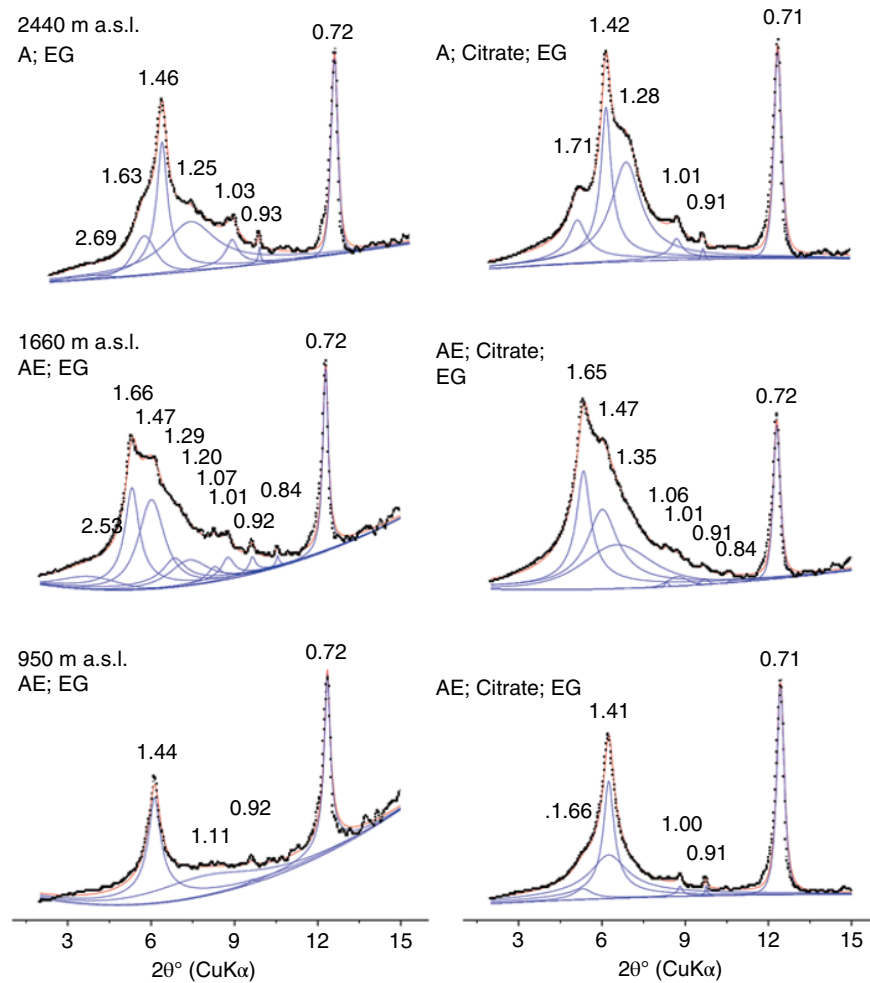 2440 m a.s.l.
A; EG
2.69
1.63
1.46
1.25
1.03
0.93
0.72
A; Citrate; EG
1.71
1.42
1.28
1.01
0.91
0.71
1660 m a.s.l.
AE; EG
2.53
1.66
1.47
1.29
1.20
1.07
1.01
0.92
0.84
0.72
AE; Citrate;
EG
1.65
1.47
1.35
1.06
1.01
0.91
0.84
0.72
950 m a.s.l.
AE; EG
1.44
1.11
0.92
0.72
AE; Citrate; EG
.1.66
1.41
1.00
0.91
0.71
3 6 9 12 15
2θ° (CuKα)
3 6 9 12 15
2θ° (CuKα)